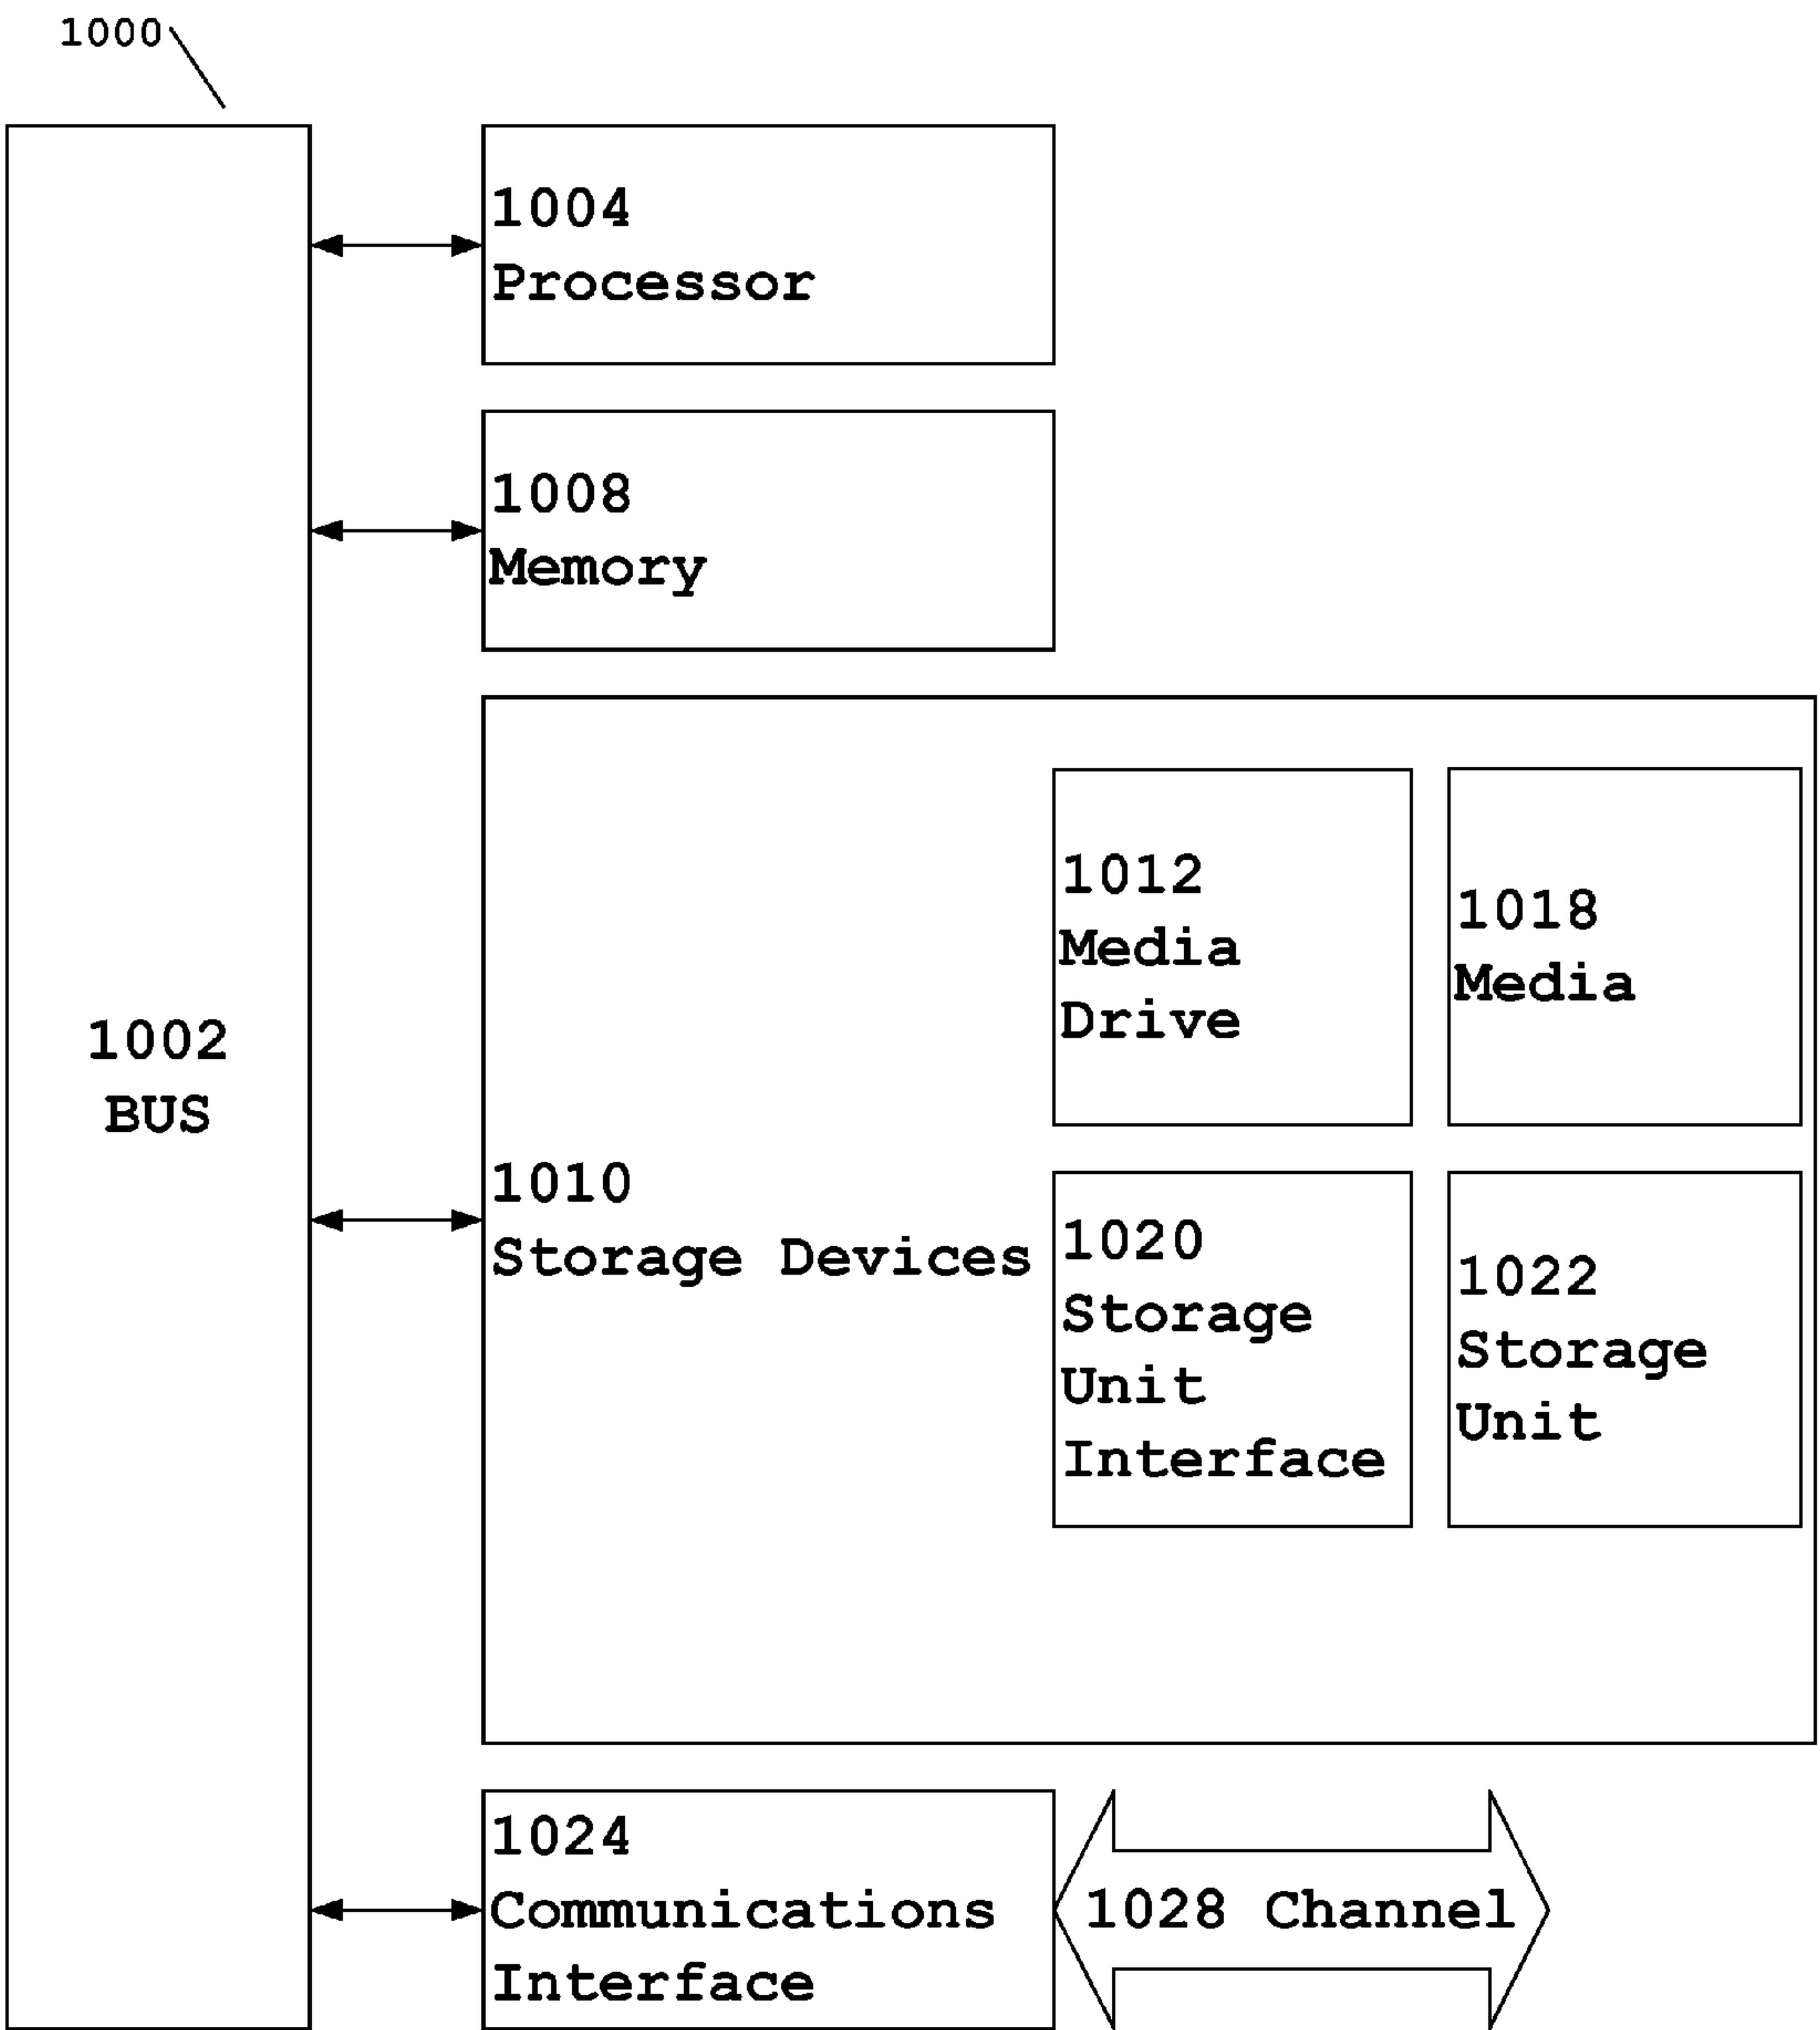 1000
1004
Processor
1008
Memory
1002
BUS
1010
Storage Devices
1012
Media
Drive
1018
Media
1020
Storage
Unit
Interface
1022
Storage
Unit
1024
Communications
Interface
1028 Channel